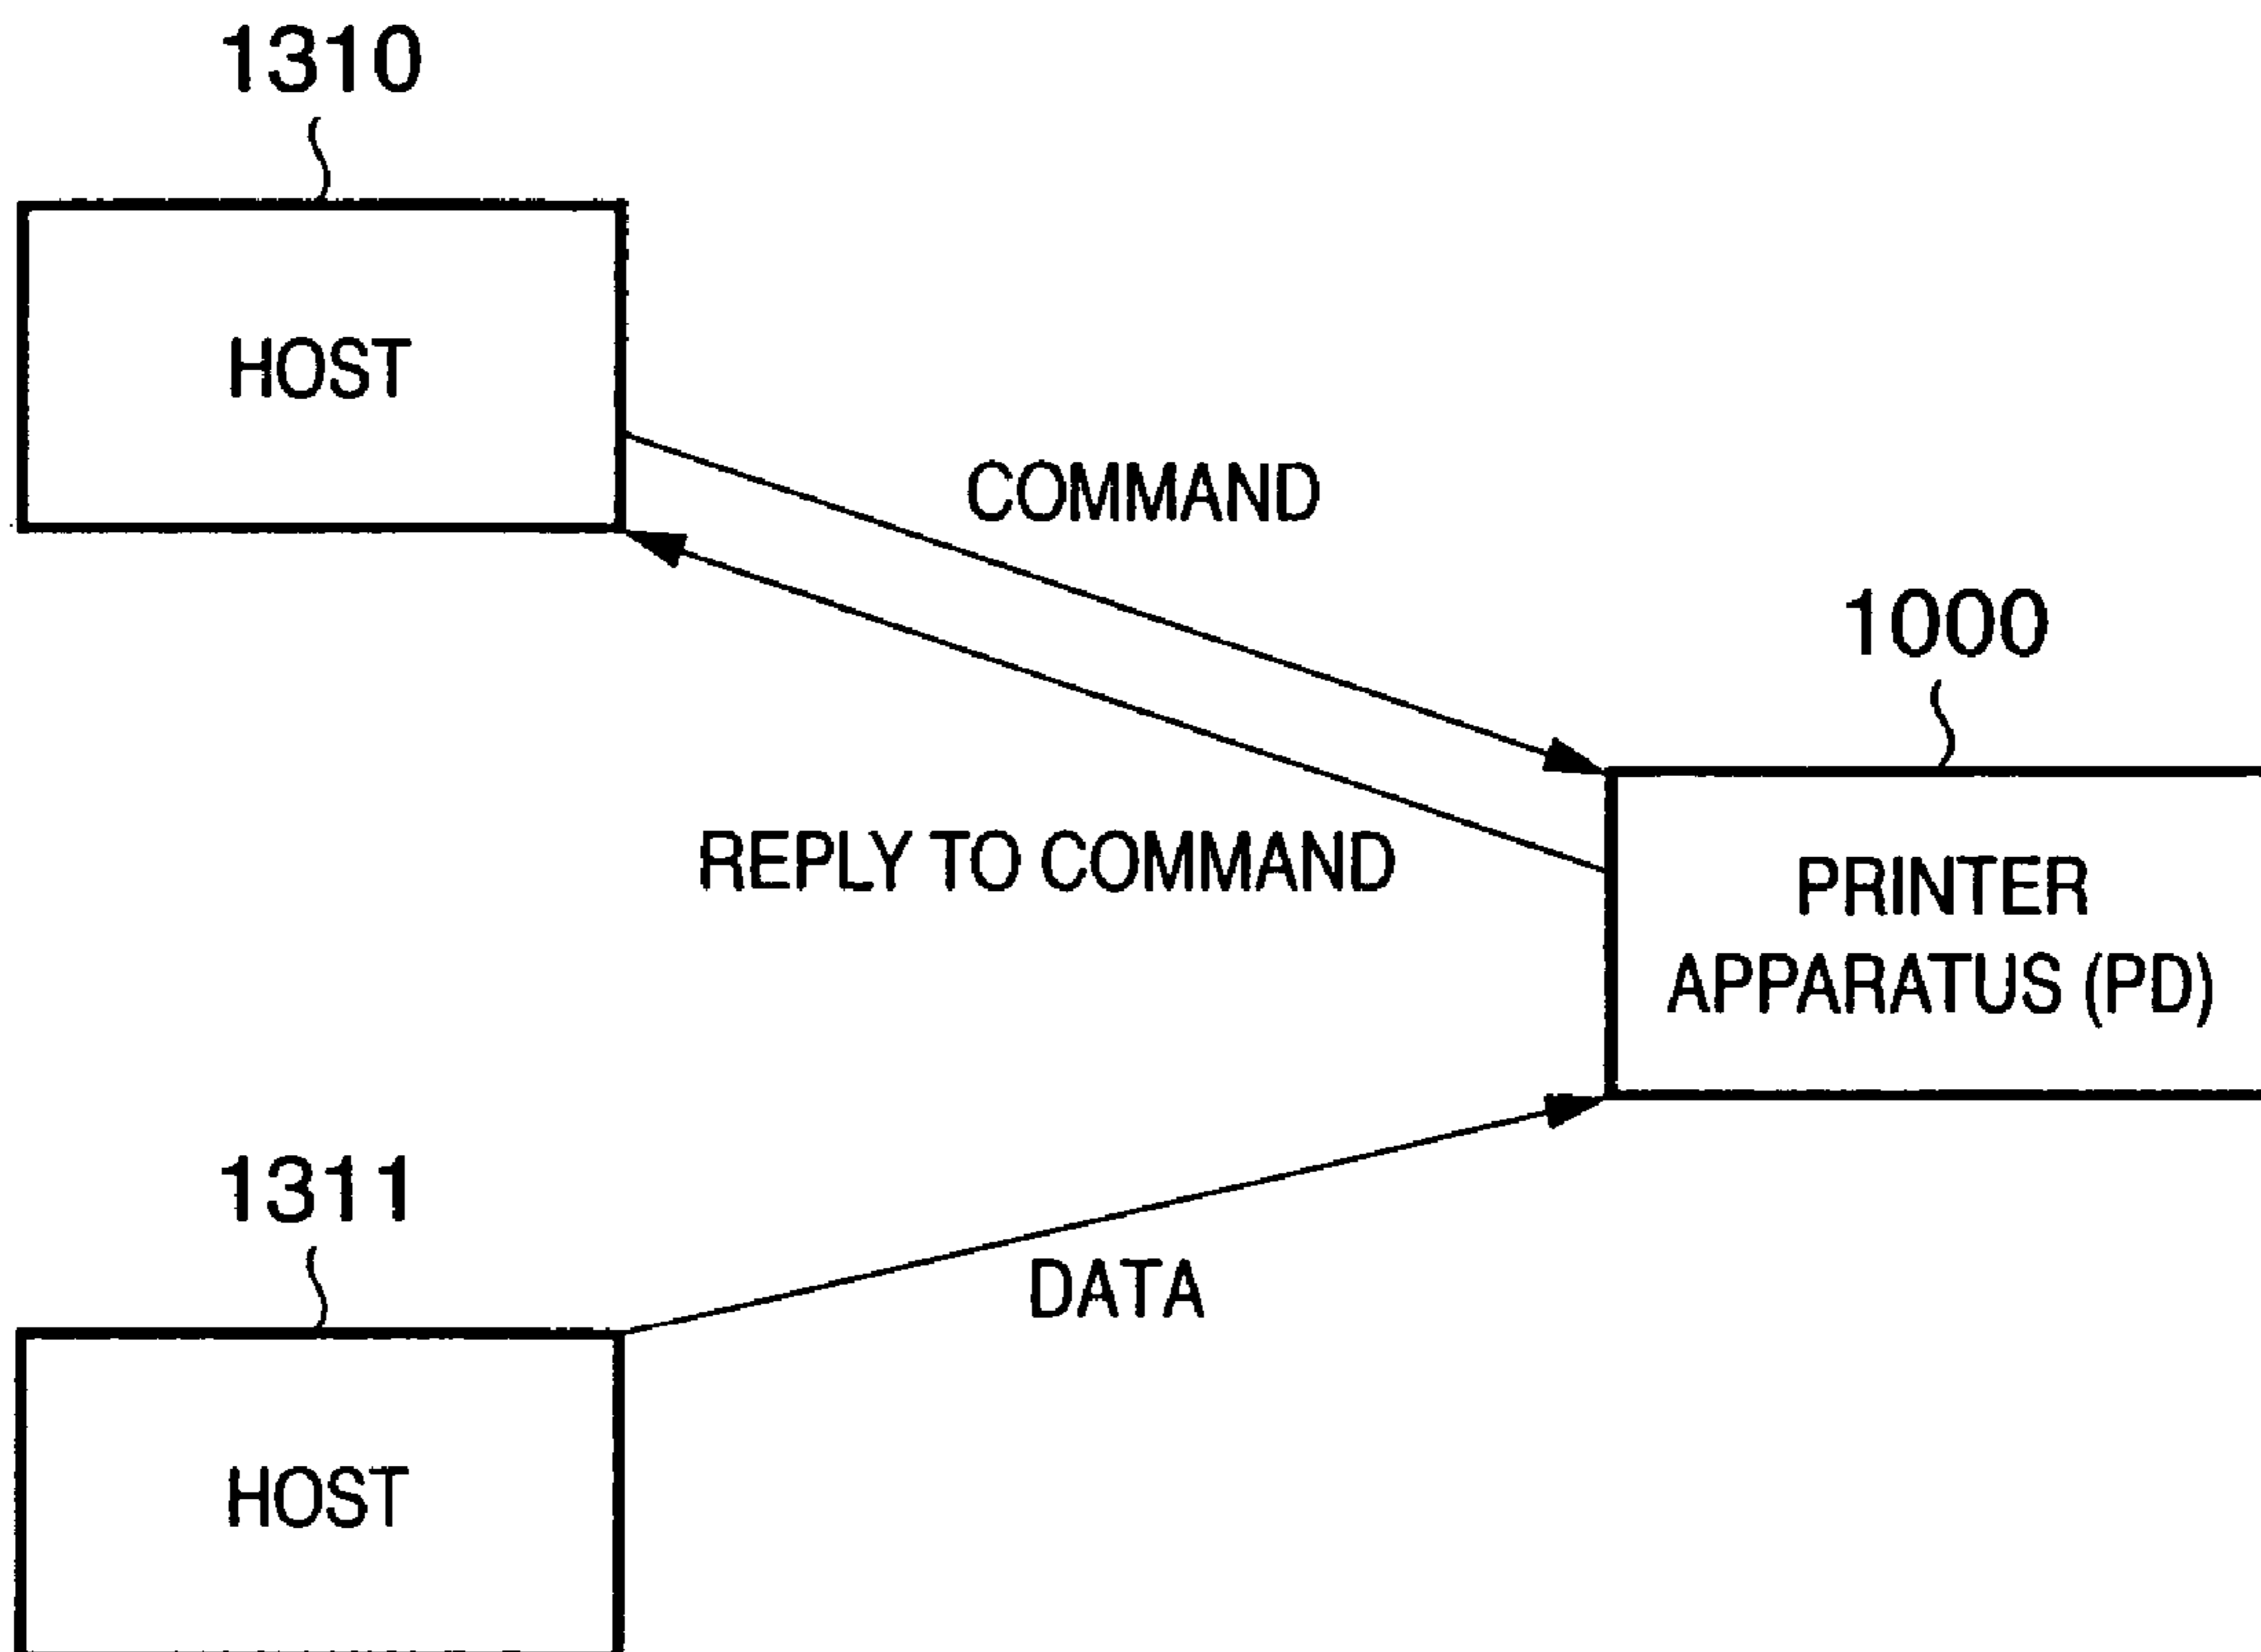 1310
HOST
COMMAND
1000
REPLY TO COMMAND
PRINTER
APPARATUS (PD)
1311
DATA
HOST